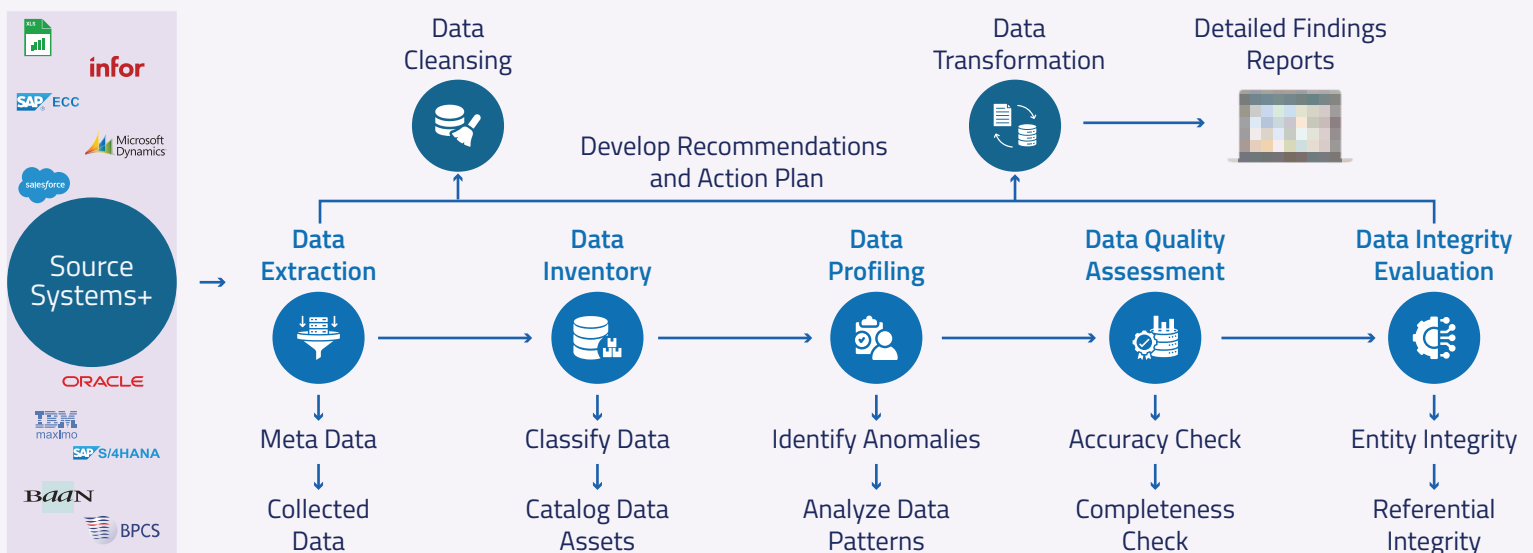 XLS
infor
SAP ECC
Microsoft
Dynamics
salesforce
Source
Systems+
ORACLE
IBM
maximo
SAP S/4HANA
BaaN
BPCS
Data
Cleansing
Data
Transformation
Detailed Findings
Reports
Develop Recommendations
and Action Plan
Data
Extraction
Data
Inventory
Data
Profiling
Data Quality
Assessment
Data Integrity
Evaluation
Meta Data
Classify Data
Identify Anomalies
Accuracy Check
Entity Integrity
Collected
Data
Catalog Data
Assets
Analyze Data
Patterns
Completeness
Check
Referential
Integrity